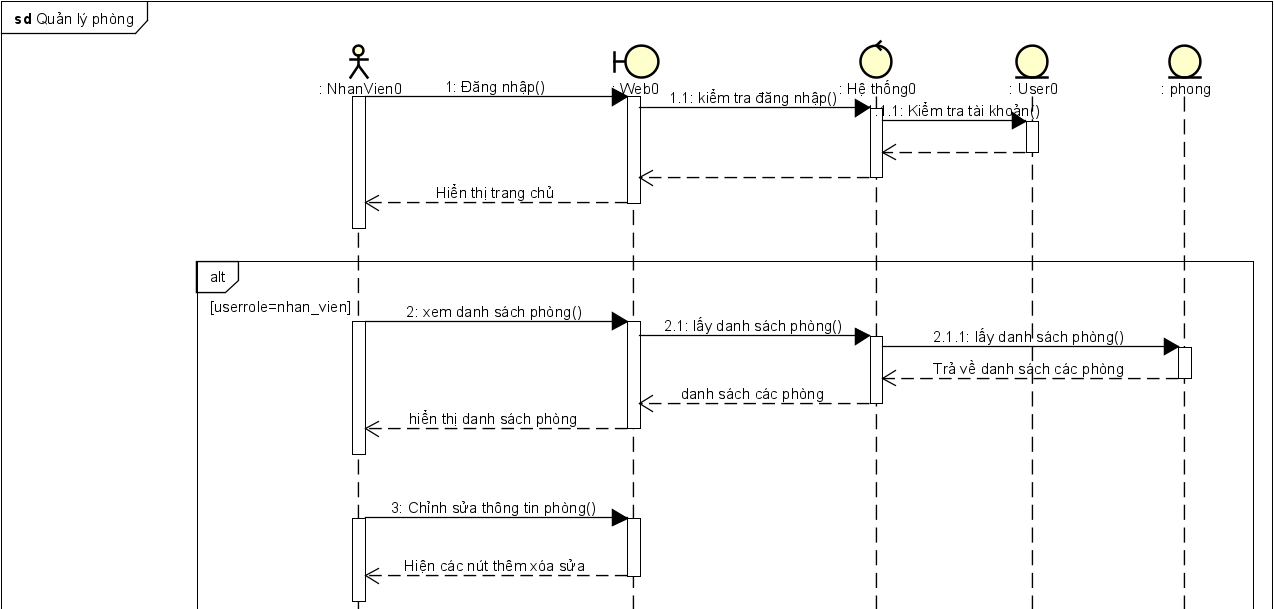 sd Quản lý phòng
: NhanVien0
: Web0
: Hệ thống0
: User0
: phong
1: Đăng nhập()
1.1: kiểm tra đăng nhập()
.1.1: Kiểm tra tài khoản()
Hiển thị trang chủ
alt
[userrole=nhan_vien]
2: xem danh sách phòng()
2.1: lấy danh sách phòng()
2.1.1: lấy danh sách phòng()
Trả về danh sách các phòng
danh sách các phòng
hiển thị danh sách phòng
3: Chỉnh sửa thông tin phòng()
Hiện các nút thêm xóa sửa